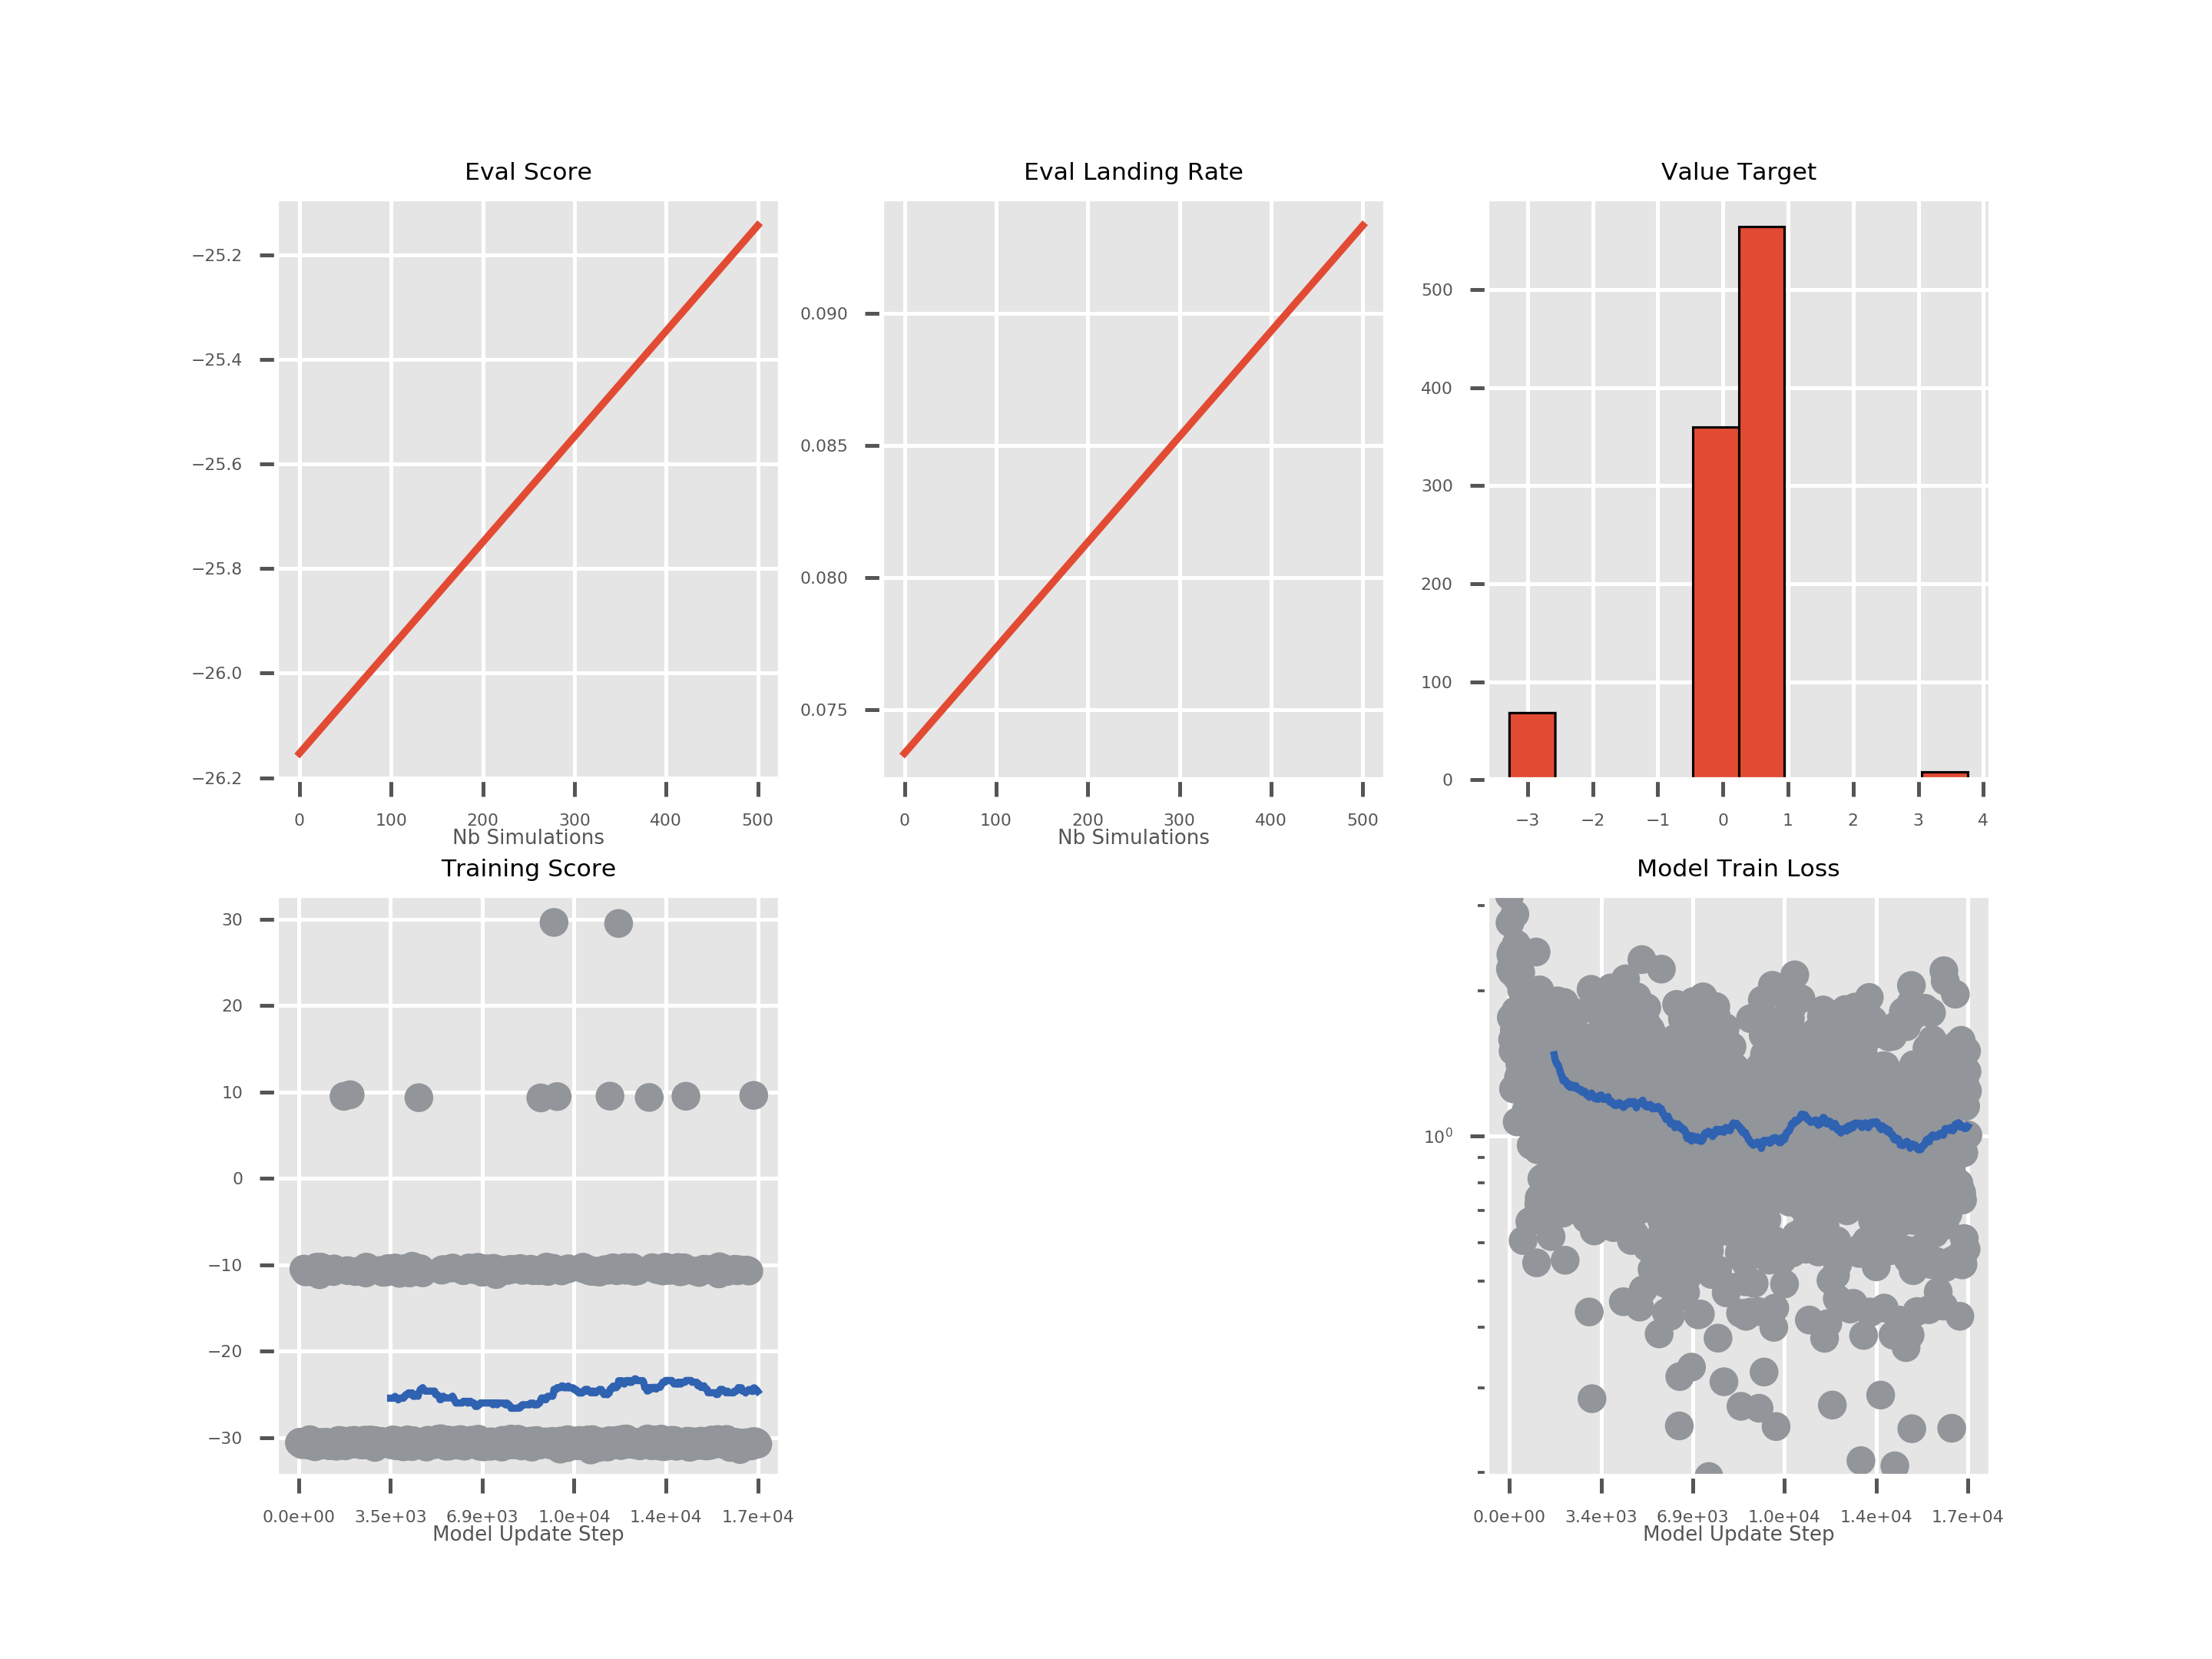 Eval Score
−25.2
−25.4
−25.6
−25.8
−26.0
−26.2
0 100 200 300 400 500
Nb Simulations
Eval Landing Rate
0.090
0.085
0.080
0.075
0 100 200 300 400 500
Nb Simulations
Value Target
500
400
300
200
100
0
−3 −2 −1 0 1 2 3 4
Training Score
30
20
10
0
−10
−20
−30
0.0e+00 3.5e+03 6.9e+03 1.0e+04 1.4e+04 1.7e+04
Model Update Step
Model Train Loss
10⁰
0.0e+00 3.4e+03 6.9e+03 1.0e+04 1.4e+04 1.7e+04
Model Update Step